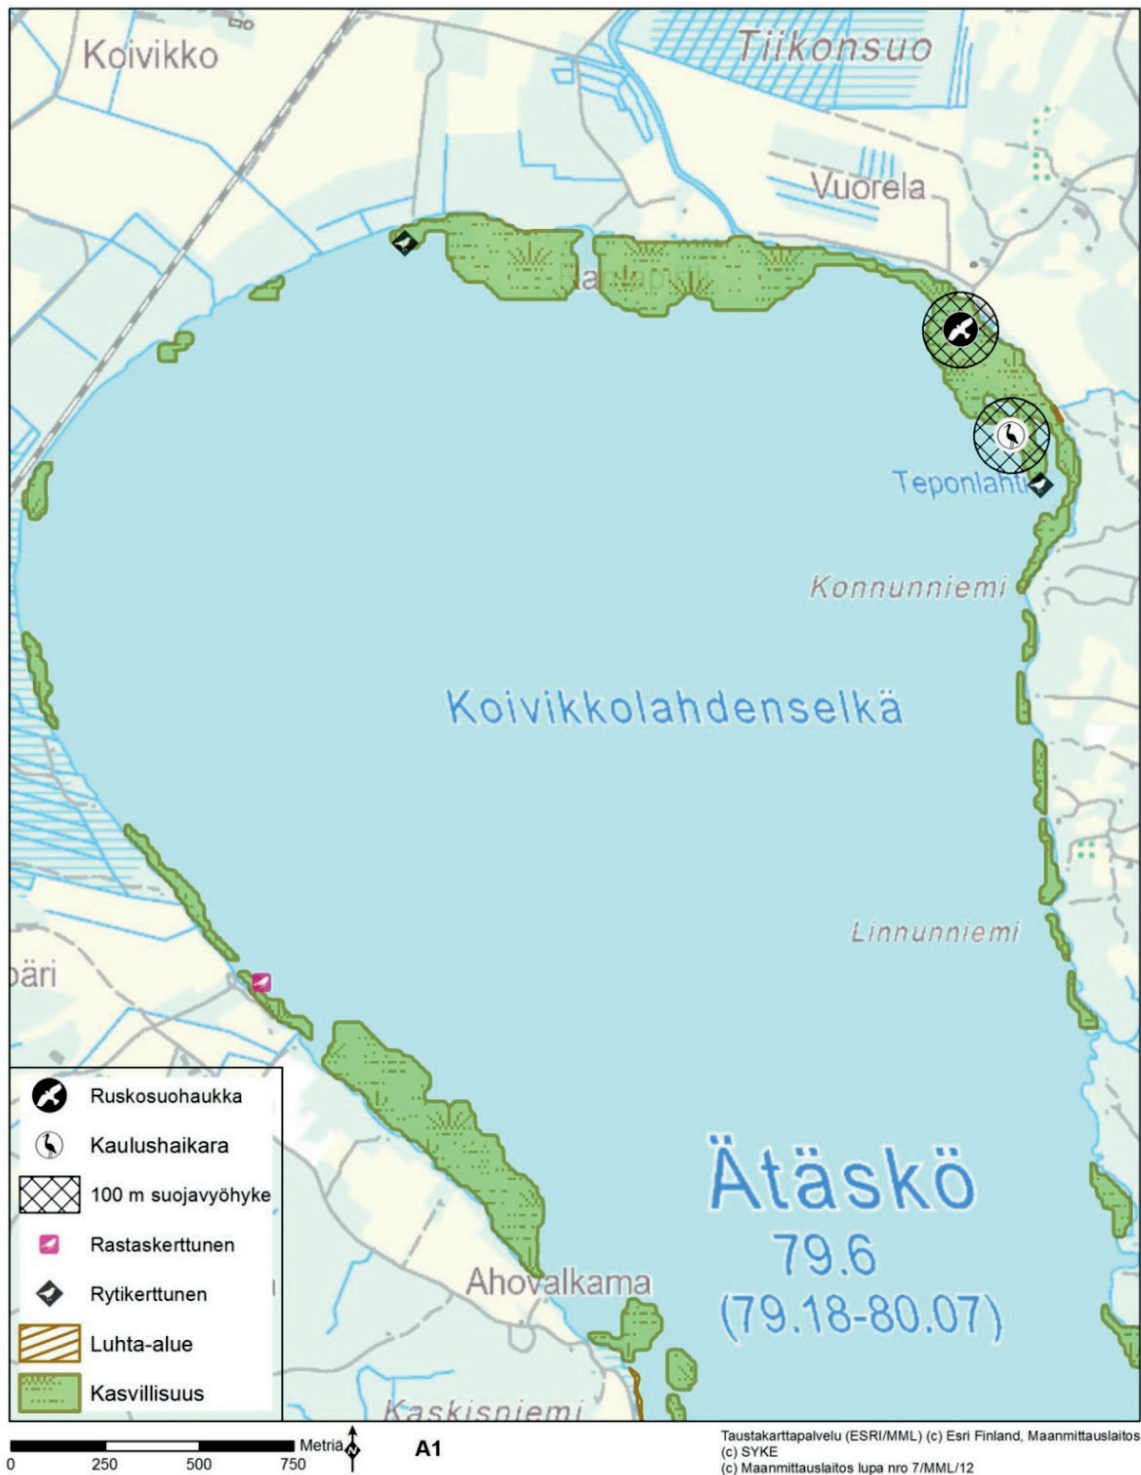 Koivikko
Tiikonsuo
Vuorela
Teponlahti
Konnunniemi
Koivikkolahdenselkä
Linnunniemi
päri
Ätäskö
79.6
(79.18-80.07)
Ahovalkama
Kaskisniemi
Ruskosuohaukka
Kaulushaikara
100 m suojavyöhyke
Rastaskerttunen
Rytikerttunen
Luhta-alue
Kasvillisuus
0 250 500 750 Metriä
N
A1
Taustakarttapalvelu (ESRI/MML) (c) Esri Finland, Maanmittauslaitos
(c) SYKE
(c) Maanmittauslaitos lupa nro 7/MML/12